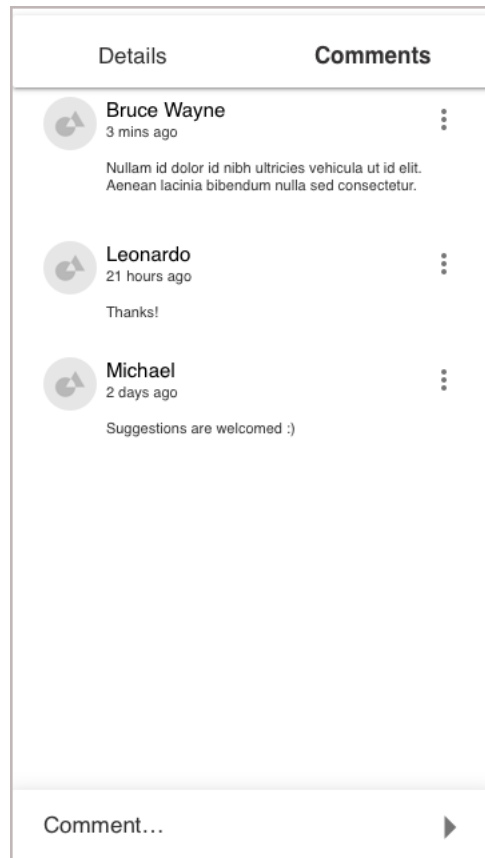 Details Comments
Bruce Wayne
3 mins ago
Nullam id dolor id nibh ultricies vehicula ut id elit.
Aenean lacinia bibendum nulla sed consectetur.
Leonardo
21 hours ago
Thanks!
Michael
2 days ago
Suggestions are welcomed :)
Comment...